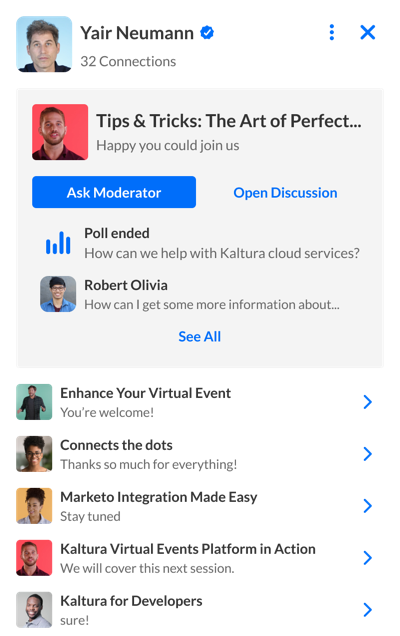 Yair Neumann
32 Connections
Tips & Tricks: The Art of Perfect...
Happy you could join us
Ask Moderator
Open Discussion
Poll ended
How can we help with Kaltura cloud services?
Robert Olivia
How can I get some more information about...
See All
Enhance Your Virtual Event
You’re welcome!
Connects the dots
Thanks so much for everything!
Marketo Integration Made Easy
Stay tuned
Kaltura Virtual Events Platform in Action
We will cover this next session.
Kaltura for Developers
sure!